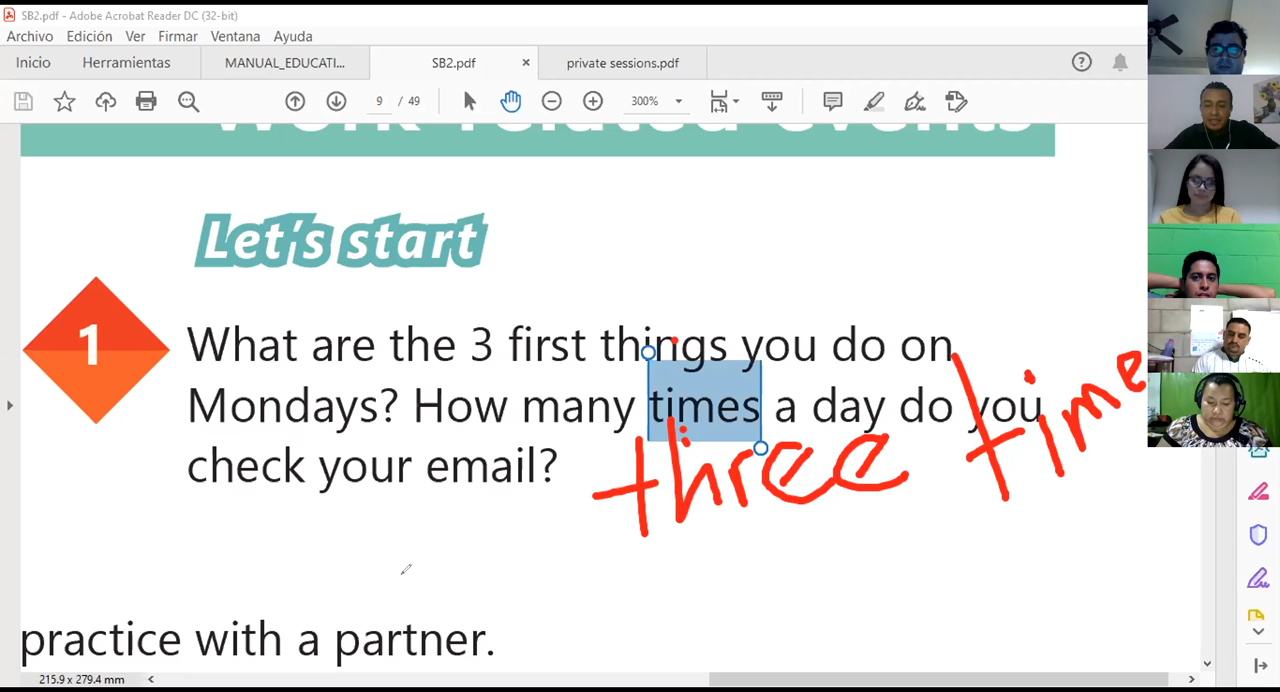 SB2.pdf - Adobe Acrobat Reader DC (32-bit)
Archivo Edición Ver Firmar Ventana Ayuda
Inicio Herramientas MANUAL_EDUCATI... SB2.pdf × private sessions.pdf
9 / 49 300%
Work-related events
Let's start
1 What are the 3 first things you do on
Mondays? How many times a day do you
check your email?
three time
practice with a partner.
215.9 x 279.4 mm